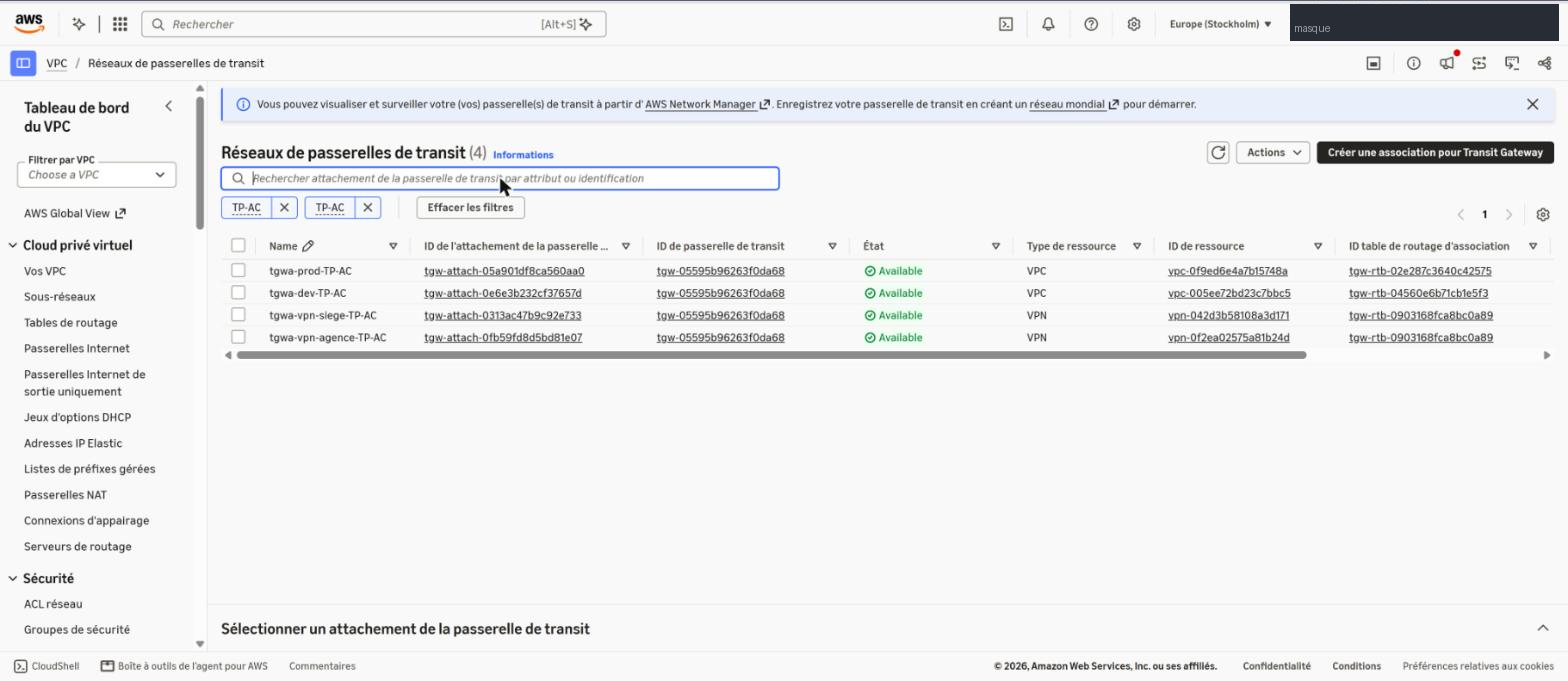 aws
Rechercher [Alt+S]
Europe (Stockholm)
masque
VPC / Réseaux de passerelles de transit
Tableau de bord du VPC
Filtrer par VPC
Choose a VPC
AWS Global View
Cloud privé virtuel
Vos VPC
Sous-réseaux
Tables de routage
Passerelles Internet
Passerelles Internet de sortie uniquement
Jeux d'options DHCP
Adresses IP Elastic
Listes de préfixes gérées
Passerelles NAT
Connexions d'appairage
Serveurs de routage
Sécurité
ACL réseau
Groupes de sécurité
Vous pouvez visualiser et surveiller votre (vos) passerelle(s) de transit à partir d' AWS Network Manager . Enregistrez votre passerelle de transit en créant un réseau mondial pour démarrer.
Réseaux de passerelles de transit (4) Informations
Actions
Créer une association pour Transit Gateway
Rechercher attachement de la passerelle de transit par attribut ou identification
TP-AC TP-AC Effacer les filtres
1
Name ID de l'attachement de la passerelle ... ID de passerelle de transit État Type de ressource ID de ressource ID table de routage d'association
tgwa-prod-TP-AC tgw-attach-05a901df8ca560aa0 tgw-05595b96263f0da68 Available VPC vpc-0f9ed6e4a7b15748a tgw-rtb-02e287c3640c42575
tgwa-dev-TP-AC tgw-attach-0e6e3b232cf37657d tgw-05595b96263f0da68 Available VPC vpc-005ee72bd23c7bbc5 tgw-rtb-04560e6b71cb1e5f3
tgwa-vpn-siege-TP-AC tgw-attach-0313ac47b9c92e733 tgw-05595b96263f0da68 Available VPN vpn-042d3b58108a3d171 tgw-rtb-0903168fca8bc0a89
tgwa-vpn-agence-TP-AC tgw-attach-0fb59fd8d5bd81e07 tgw-05595b96263f0da68 Available VPN vpn-0f2ea02575a81b24d tgw-rtb-0903168fca8bc0a89
Sélectionner un attachement de la passerelle de transit
CloudShell Boîte à outils de l'agent pour AWS Commentaires © 2026, Amazon Web Services, Inc. ou ses affiliés. Confidentialité Conditions Préférences relatives aux cookies